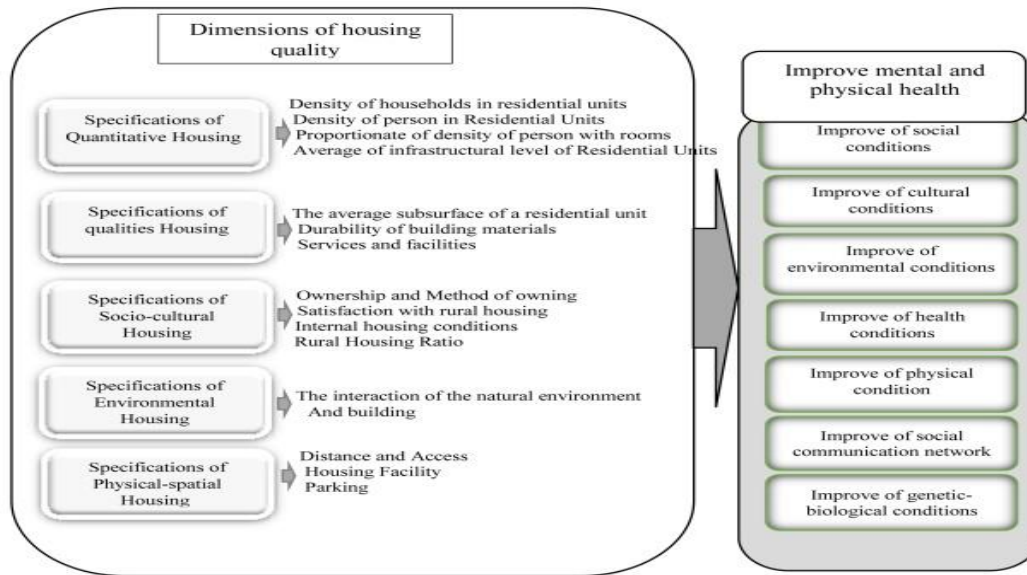 Dimensions of housing
quality
Specifications of
Quantitative Housing
Density of households in residential units
Density of person in Residential Units
Proportionate of density of person with rooms
Average of infrastructural level of Residential Units
Specifications of
qualities Housing
The average subsurface of a residential unit
Durability of building materials
Services and facilities
Specifications of
Socio-cultural
Housing
Ownership and Method of owning
Satisfaction with rural housing
Internal housing conditions
Rural Housing Ratio
Specifications of
Environmental
Housing
The interaction of the natural environment
And building
Specifications of
Physical-spatial
Housing
Distance and Access
Housing Facility
Parking
Improve mental and
physical health
Improve of social
conditions
Improve of cultural
conditions
Improve of
environmental conditions
Improve of health
conditions
Improve of physical
condition
Improve of social
communication network
Improve of genetic-
biological conditions